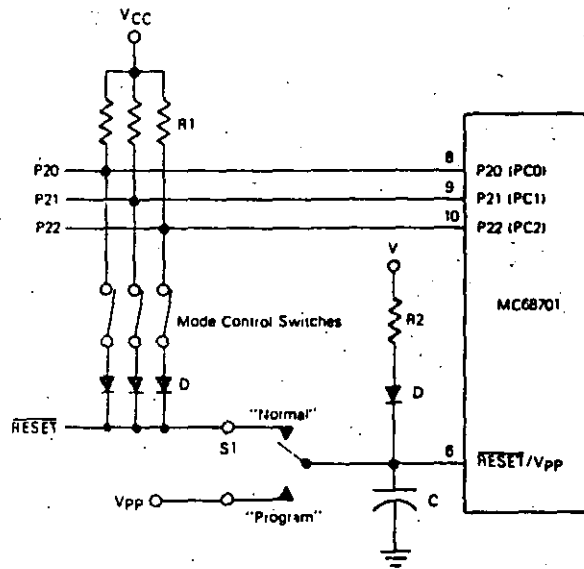 VCC
R1
P20
P21
P22
8
P20 (PC0)
9
P21 (PC1)
10
P22 (PC2)
V
R2
MC68701
Mode Control Switches
D
D
"Normal"
RESET
S1
6
RESET/VPP
VPP
"Program"
C